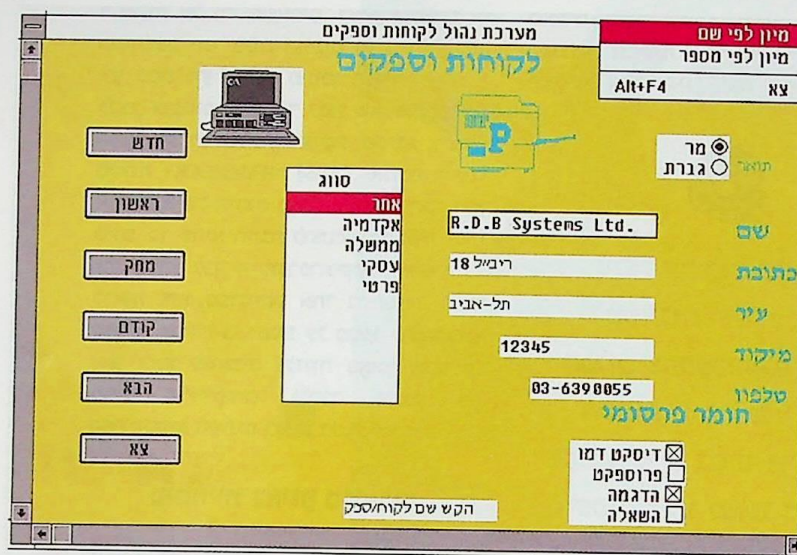 מערכת נהול לקוחות וספקים
מיון לפי שם
מיון לפי מספר
צא Alt+F4
לקוחות וספקים
CA
P
תואר
מר
גברת
סווג
אחר
אקדמיה
ממשלה
עסקי
פרטי
חדש
ראשון
מחק
קודם
הבא
צא
שם R.D.B Systems Ltd.
כתובת ריב״ל 18
עיר תל-אביב
מיקוד 12345
טלפון 03-6390055
חומר פרסומי
דיסקט דמו
פרוספקט
הדגמה
השאלה
הקש שם לקוח/ספק